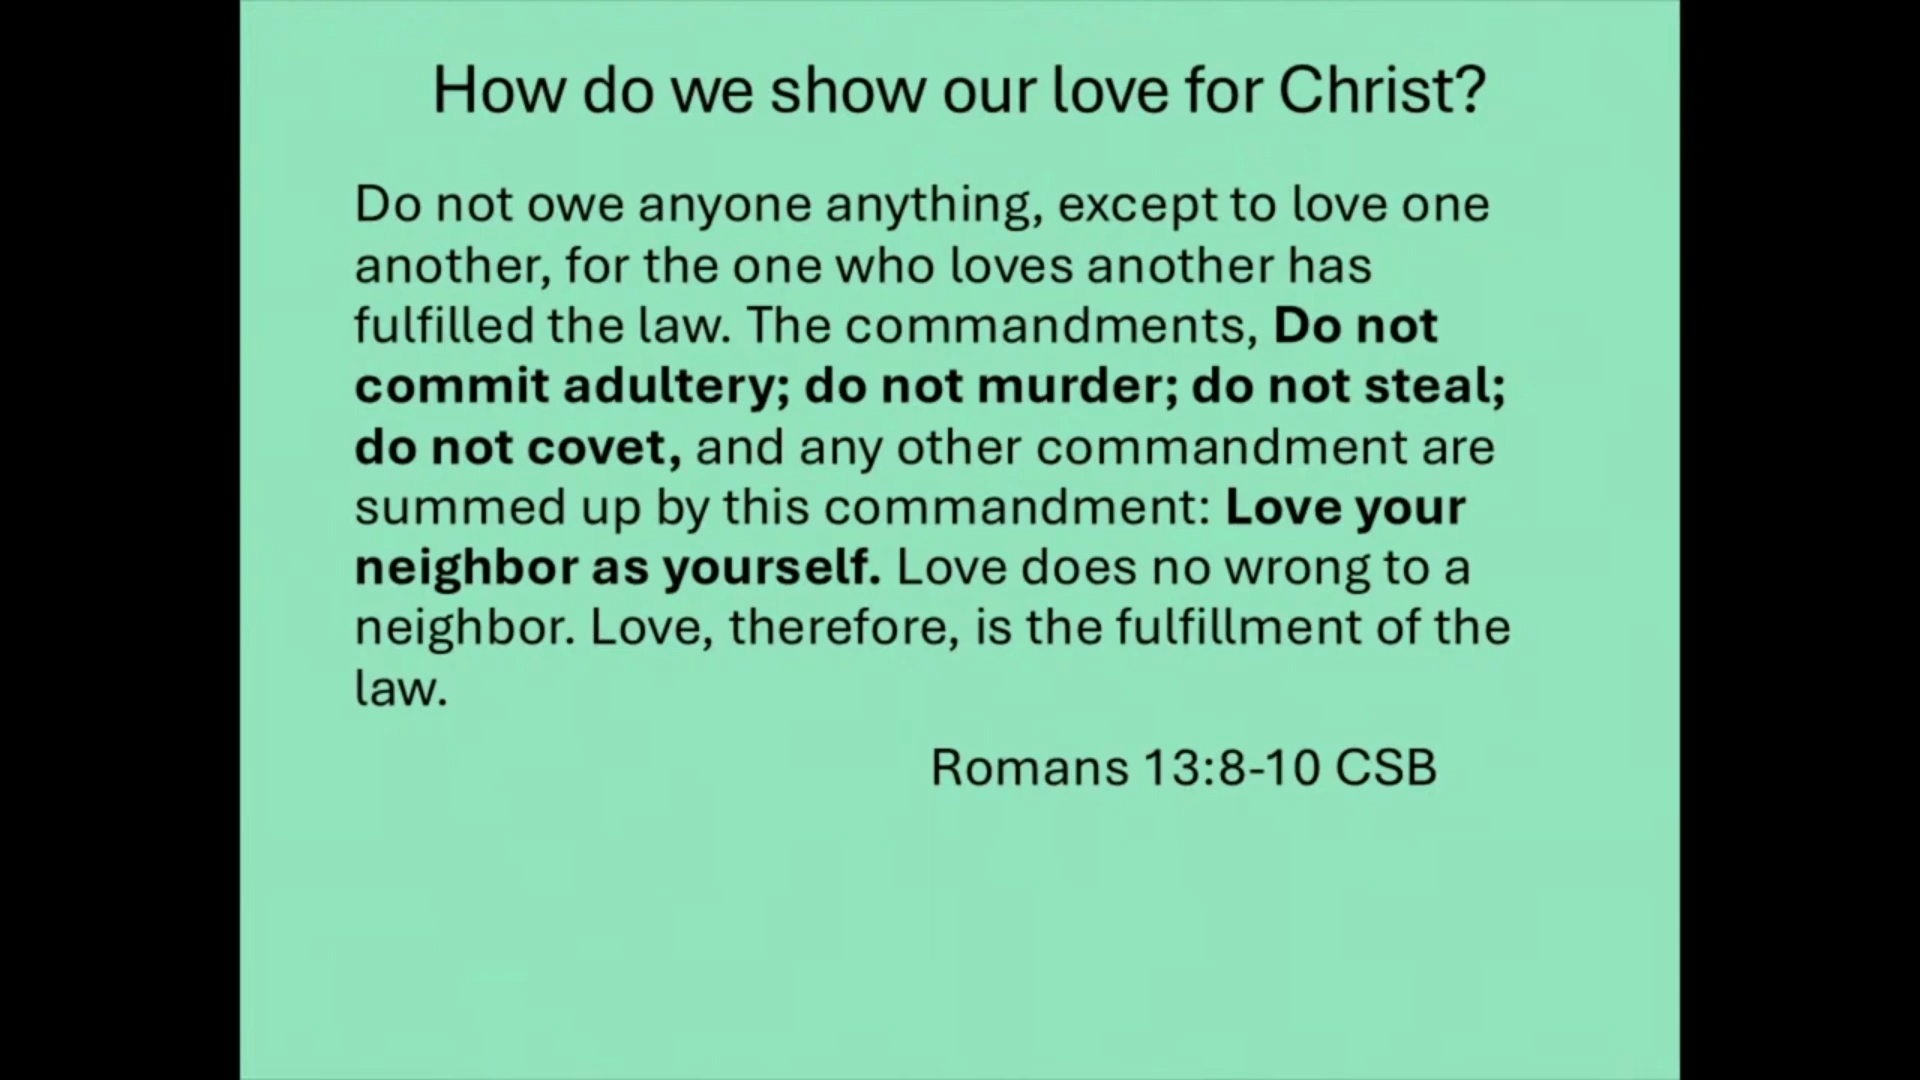 How do we show our love for Christ?
Do not owe anyone anything, except to love one
another, for the one who loves another has
fulfilled the law. The commandments, Do not
commit adultery; do not murder; do not steal;
do not covet, and any other commandment are
summed up by this commandment: Love your
neighbor as yourself. Love does no wrong to a
neighbor. Love, therefore, is the fulfillment of the
law.
Romans 13:8-10 CSB